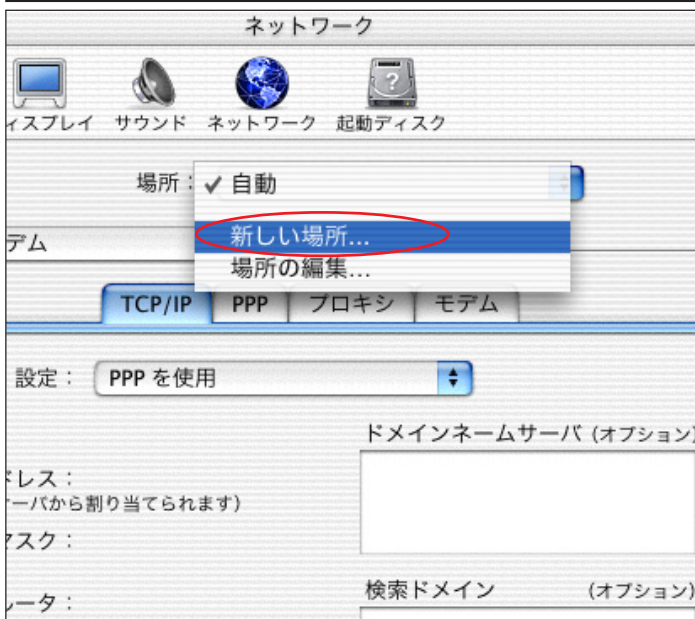 ネットワーク
ィスプレイ サウンド ネットワーク 起動ディスク
場所：✓自動
新しい場所...
デム
場所の編集...
TCP/IP PPP プロキシ モデム
設定： PPP を使用
ドメインネームサーバ (オプション)
ドレス：
ーバから割り当てられます)
マスク：
検索ドメイン (オプション)
ータ：